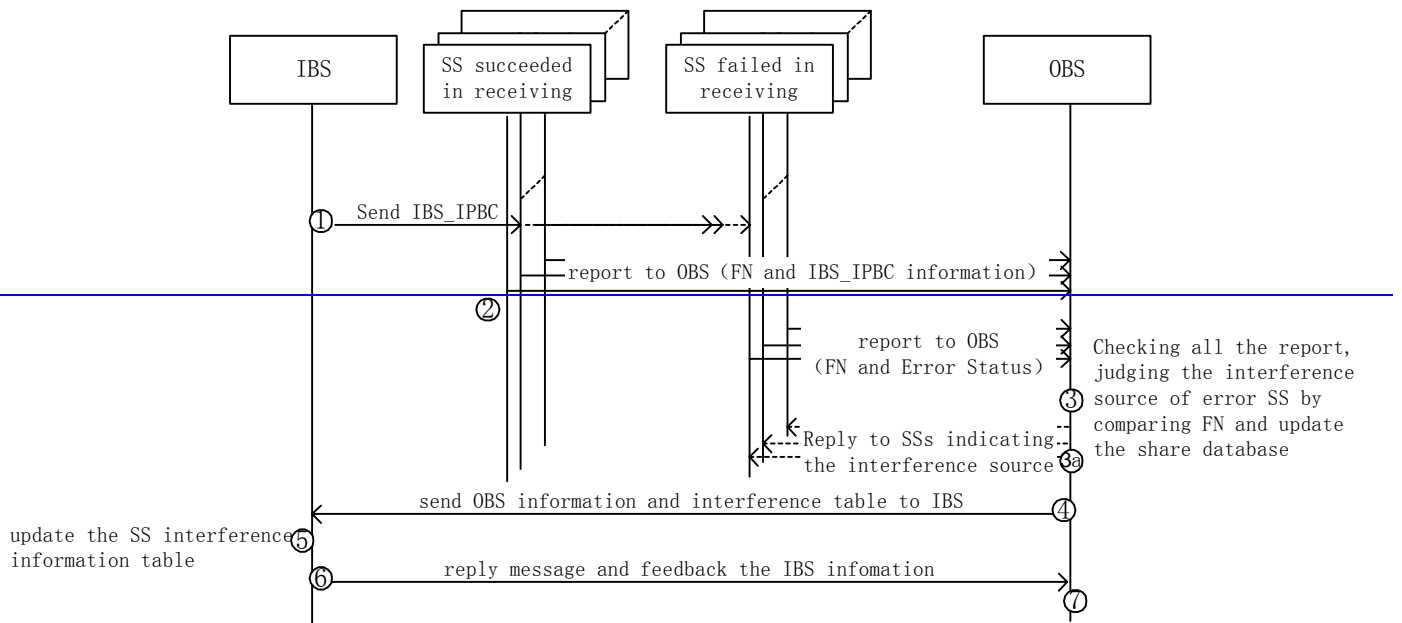 IBS
SS succeeded
in receiving
SS failed in
receiving
OBS
① Send IBS_IPBC
report to OBS (FN and IBS_IPBC information)
②
report to OBS
(FN and Error Status)
Checking all the report,
judging the interference
③ source of error SS by
comparing FN and update
the share database
Reply to SSs indicating
the interference source 3a
send OBS information and interference table to IBS ④
update the SS interference ⑤
information table
⑥ reply message and feedback the IBS infomation
⑦